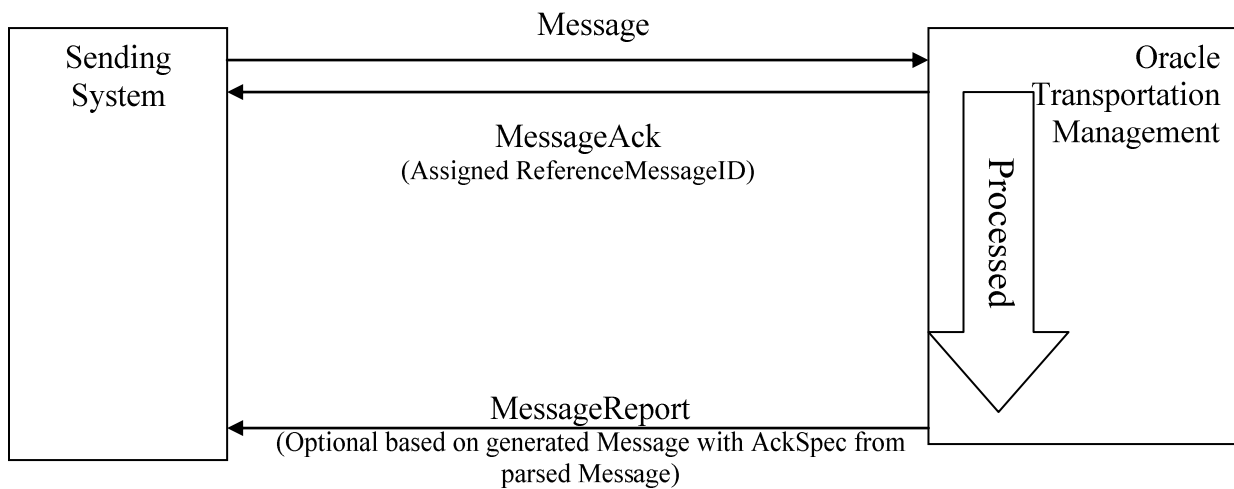 Message
Sending
System
Oracle
Transportation
Management
MessageAck
(Assigned ReferenceMessageID)
Processed
MessageReport
(Optional based on generated Message with AckSpec from
parsed Message)